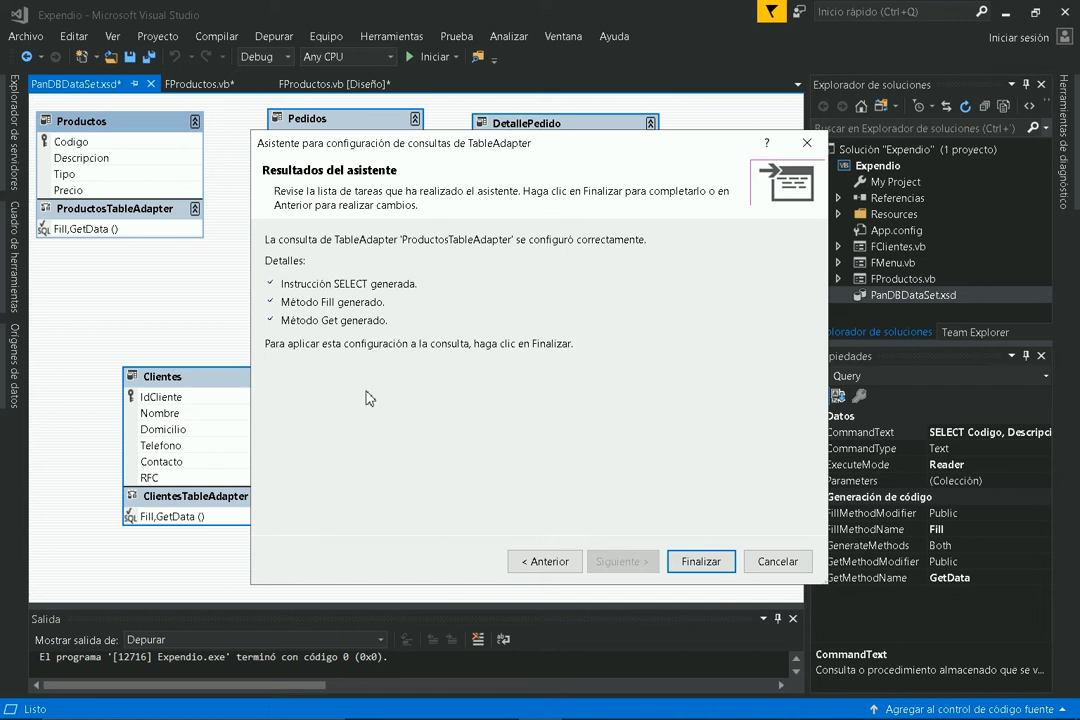 Expendio - Microsoft Visual Studio
Inicio rápido (Ctrl+Q)
Archivo Editar Ver Proyecto Compilar Depurar Equipo Herramientas Prueba Analizar Ventana Ayuda
Iniciar sesión
Debug Any CPU Iniciar
Explorador de servidores
Cuadro de herramientas
Orígenes de datos
PanDBDataSet.xsd* FProductos.vb* FProductos.vb [Diseño]*
Productos
Codigo
Descripcion
Tipo
Precio
ProductosTableAdapter
Fill,GetData ()
Pedidos
DetallePedido
Clientes
IdCliente
Nombre
Domicilio
Telefono
Contacto
RFC
ClientesTableAdapter
Fill,GetData ()
Asistente para configuración de consultas de TableAdapter
?
Resultados del asistente
Revise la lista de tareas que ha realizado el asistente. Haga clic en Finalizar para completarlo o en
Anterior para realizar cambios.
La consulta de TableAdapter 'ProductosTableAdapter' se configuró correctamente.
Detalles:
Instrucción SELECT generada.
Método Fill generado.
Método Get generado.
Para aplicar esta configuración a la consulta, haga clic en Finalizar.
< Anterior Siguiente > Finalizar Cancelar
Explorador de soluciones
Buscar en Explorador de soluciones (Ctrl+')
Solución "Expendio" (1 proyecto)
VB Expendio
My Project
Referencias
Resources
App.config
FClientes.vb
FMenu.vb
FProductos.vb
PanDBDataSet.xsd
plorador de soluciones Team Explorer
Herramientas de diagnóstico
piedades
Query
Datos
CommandText SELECT Codigo, Descripci
CommandType Text
ExecuteMode Reader
Parameters (Colección)
Generación de código
FillMethodModifier Public
FillMethodName Fill
GenerateMethods Both
GetMethodModifier Public
GetMethodName GetData
CommandText
Consulta o procedimiento almacenado que se v...
Salida
Mostrar salida de: Depurar
El programa '[12716] Expendio.exe' terminó con código 0 (0x0).
Listo
Agregar al control de código fuente